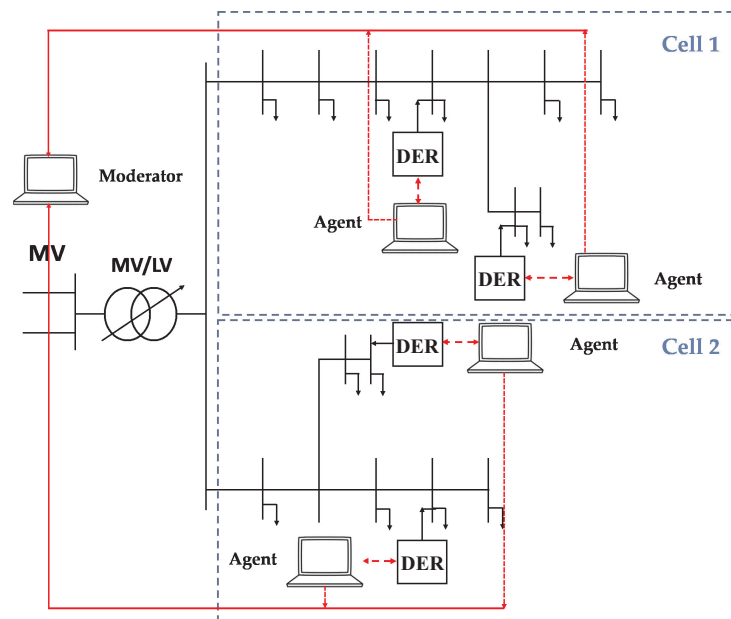 Cell 1
DER
Moderator
Agent
MV
MV/LV
DER
Agent
DER
Agent
Cell 2
Agent
DER